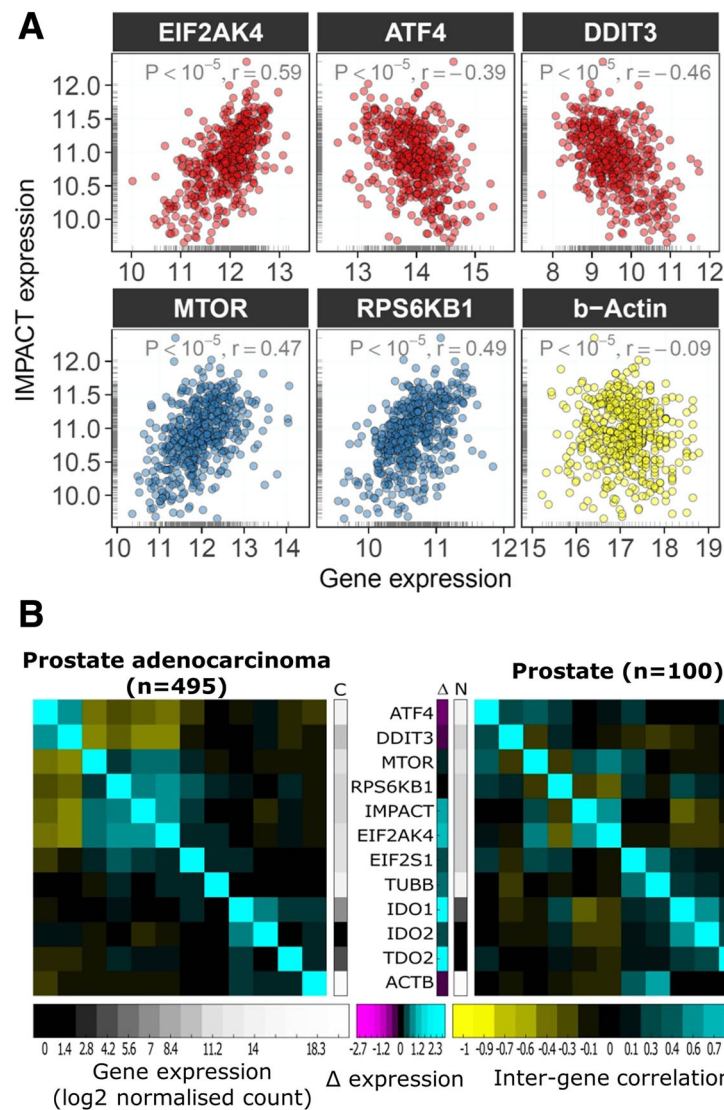 A
EIF2AK4 ATF4 DDIT3
P < 10⁻⁵, r = 0.59 P < 10⁻⁵, r = −0.39 P < 10⁻⁵, r = −0.46
12.0
11.5
11.0
10.5
10.0
10 11 12 13 13 14 15 8 9 10 11 12
IMPACT expression
MTOR RPS6KB1 b−Actin
P < 10⁻⁵, r = 0.47 P < 10⁻⁵, r = 0.49 P < 10⁻⁵, r = −0.09
12.0
11.5
11.0
10.5
10.0
10 11 12 13 14 10 11 12 15 16 17 18 19
Gene expression
B
Prostate adenocarcinoma
(n=495)
Prostate (n=100)
C Δ N
ATF4
DDIT3
MTOR
RPS6KB1
IMPACT
EIF2AK4
EIF2S1
TUBB
IDO1
IDO2
TDO2
ACTB
0 1.4 2.8 4.2 5.6 7 8.4 11.2 14 18.3
Gene expression
(log2 normalised count)
-2.7 -1.2 0 1.2 2.3
Δ expression
-1 -0.9 -0.7 -0.6 -0.4 -0.3 -0.1 0 0.1 0.3 0.4 0.6 0.7
Inter-gene correlation